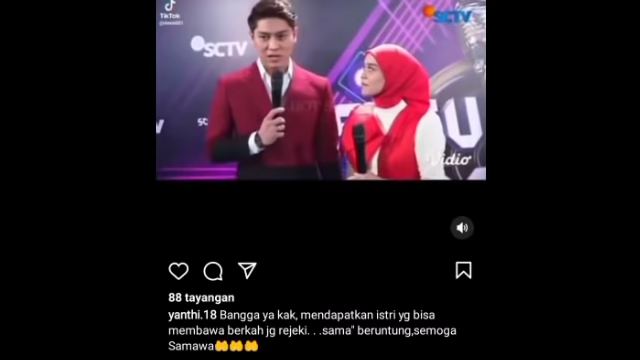 TikTok
SCTV
SCTV
SCTV
Vidio
88 tayangan
yanthi.18 Bangga ya kak, mendapatkan istri yg bisa
membawa berkah jg rejeki. . .sama" beruntung,semoga
Samawa🤲🤲🤲